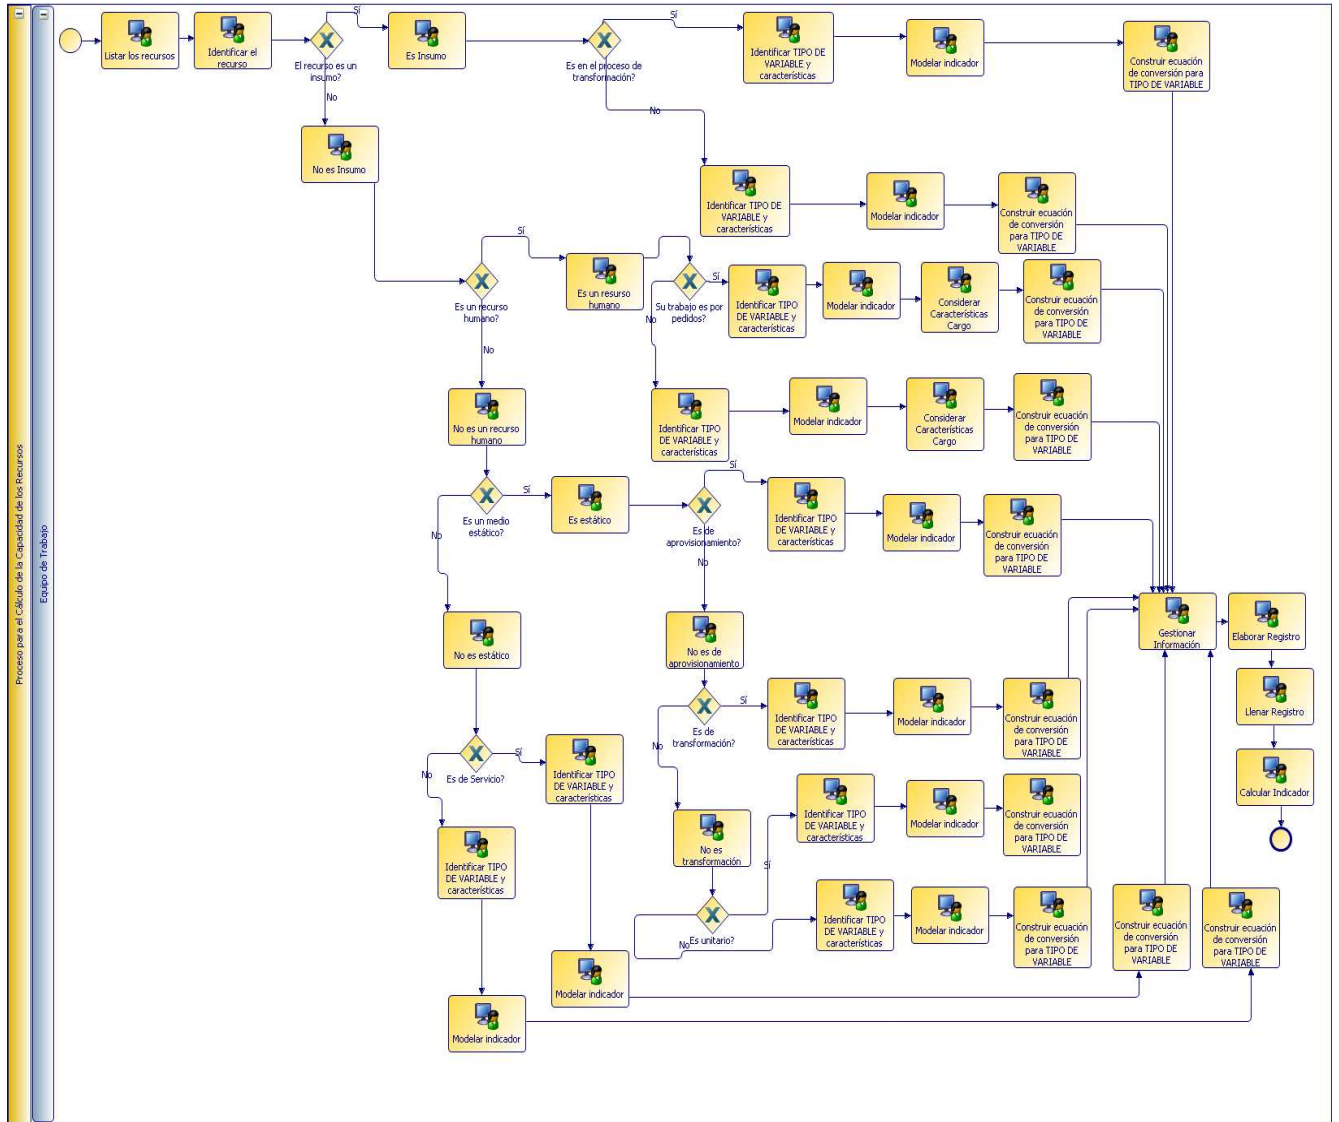 Proceso para el Cálculo de la Capacidad de los Recursos
Equipo de Trabajo
Listar los recursos
Identificar el
recurso
El recurso es un
insumo?
Sí
No
Es Insumo
Es en el proceso de
transformación?
Sí
No
Identificar TIPO DE
VARIABLE y
características
Modelar indicador
Construir ecuación
de conversión para
TIPO DE VARIABLE
No es Insumo
Identificar TIPO DE
VARIABLE y
características
Modelar indicador
Construir ecuación
de conversión
para TIPO DE
VARIABLE
Es un recurso
humano?
Sí
No
Es un resurso
humano
Su trabajo es por
pedidos?
Sí
No
Identificar TIPO
DE VARIABLE y
características
Modelar indicador
Considerar
Características
Cargo
Construir ecuación
de conversión
para TIPO DE
VARIABLE
No es un recurso
humano
Identificar TIPO
DE VARIABLE y
características
Modelar indicador
Considerar
Características
Cargo
Construir ecuación
de conversión
para TIPO DE
VARIABLE
Es un medio
estático?
Sí
No
Es estático
Es de
aprovisionamiento?
Sí
No
Identificar TIPO
DE VARIABLE y
características
Modelar indicador
Construir ecuación
de conversión
para TIPO DE
VARIABLE
Gestionar
Información
Elaborar Registro
Llenar Registro
Calcular Indicador
No es estático
No es de
aprovisionamiento
Es de
transformación?
Sí
No
Identificar TIPO
DE VARIABLE y
características
Modelar indicador
Construir ecuación
de conversión
para TIPO DE
VARIABLE
Es de Servicio?
Sí
No
Identificar TIPO
DE VARIABLE y
características
Identificar TIPO
DE VARIABLE y
características
Modelar indicador
Construir ecuación
de conversión
para TIPO DE
VARIABLE
No es
transformación
Identificar TIPO
DE VARIABLE y
características
Es unitario?
Sí
No
Identificar TIPO
DE VARIABLE y
características
Modelar indicador
Construir ecuación
de conversión
para TIPO DE
VARIABLE
Construir ecuación
de conversión
para TIPO DE
VARIABLE
Construir ecuación
de conversión
para TIPO DE
VARIABLE
Modelar indicador
Modelar indicador